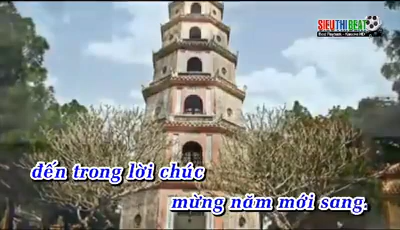 SIEUTHIBEAT
đến trong lời chúc
mừng năm mới sang.